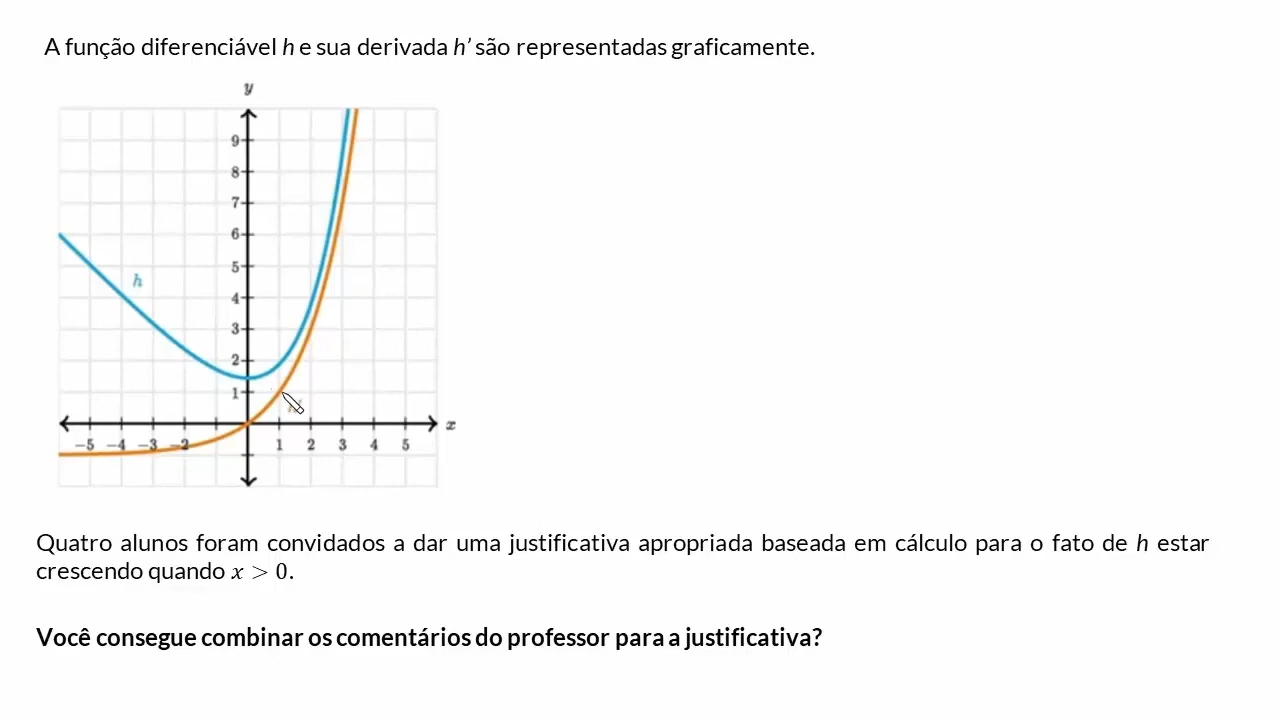 A função diferenciável h e sua derivada h’ são representadas graficamente.
y
9
8
7
6
5
h
4
3
2
1
x
−5 −4 −3 −2 1 2 3 4 5
Quatro alunos foram convidados a dar uma justificativa apropriada baseada em cálculo para o fato de h estar
crescendo quando x > 0.
Você consegue combinar os comentários do professor para a justificativa?